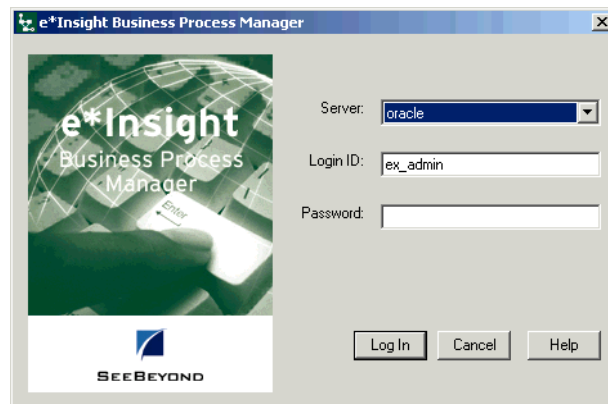 e*Insight Business Process Manager
e*Insight
Business Process
Manager
Enter
SEEBEYOND
Server:
oracle
Login ID:
ex_admin
Password:
Log In
Cancel
Help